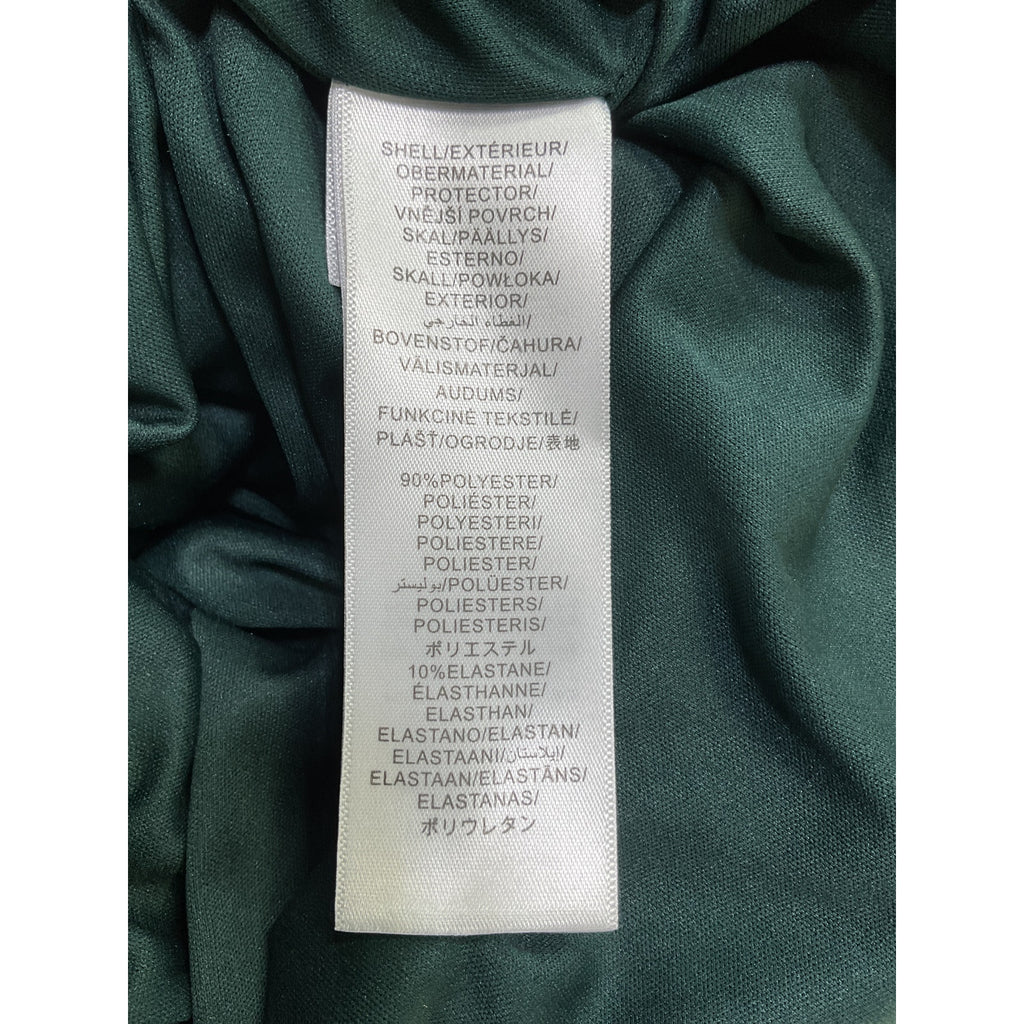 SHELL/EXTÉRIEUR/
OBERMATERIAL/
PROTECTOR/
VNĚJŠÍ POVRCH/
SKAL/PÄÄLLYS/
ESTERNO/
SKALL/POWŁOKA/
EXTERIOR/
الغطاء الخارجي/
BOVENSTOF/ČAHURA/
VÄLISMATERJAL/
AUDUMS/
FUNKCINĖ TEKSTILĖ/
PLÁŠŤ/OGRODJE/表地
90%POLYESTER/
POLIÉSTER/
POLYESTERI/
POLIESTERE/
POLIESTER/
بوليستر/POLÜESTER/
POLIESTERS/
POLIESTERIS/
ポリエステル
10%ELASTANE/
ÉLASTHANNE/
ELASTHAN/
ELASTANO/ELASTAN/
ELASTAANI/إيلاستان/
ELASTAAN/ELASTĀNS/
ELASTANAS/
ポリウレタン